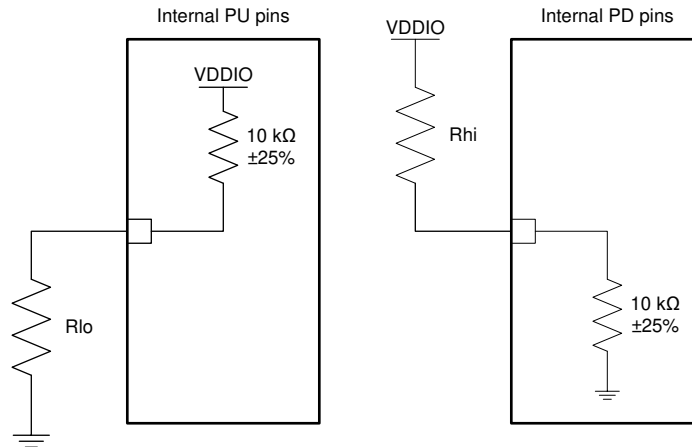 Internal PU pins
VDDIO
10 kΩ
±25%
Rlo
Internal PD pins
VDDIO
Rhi
10 kΩ
±25%